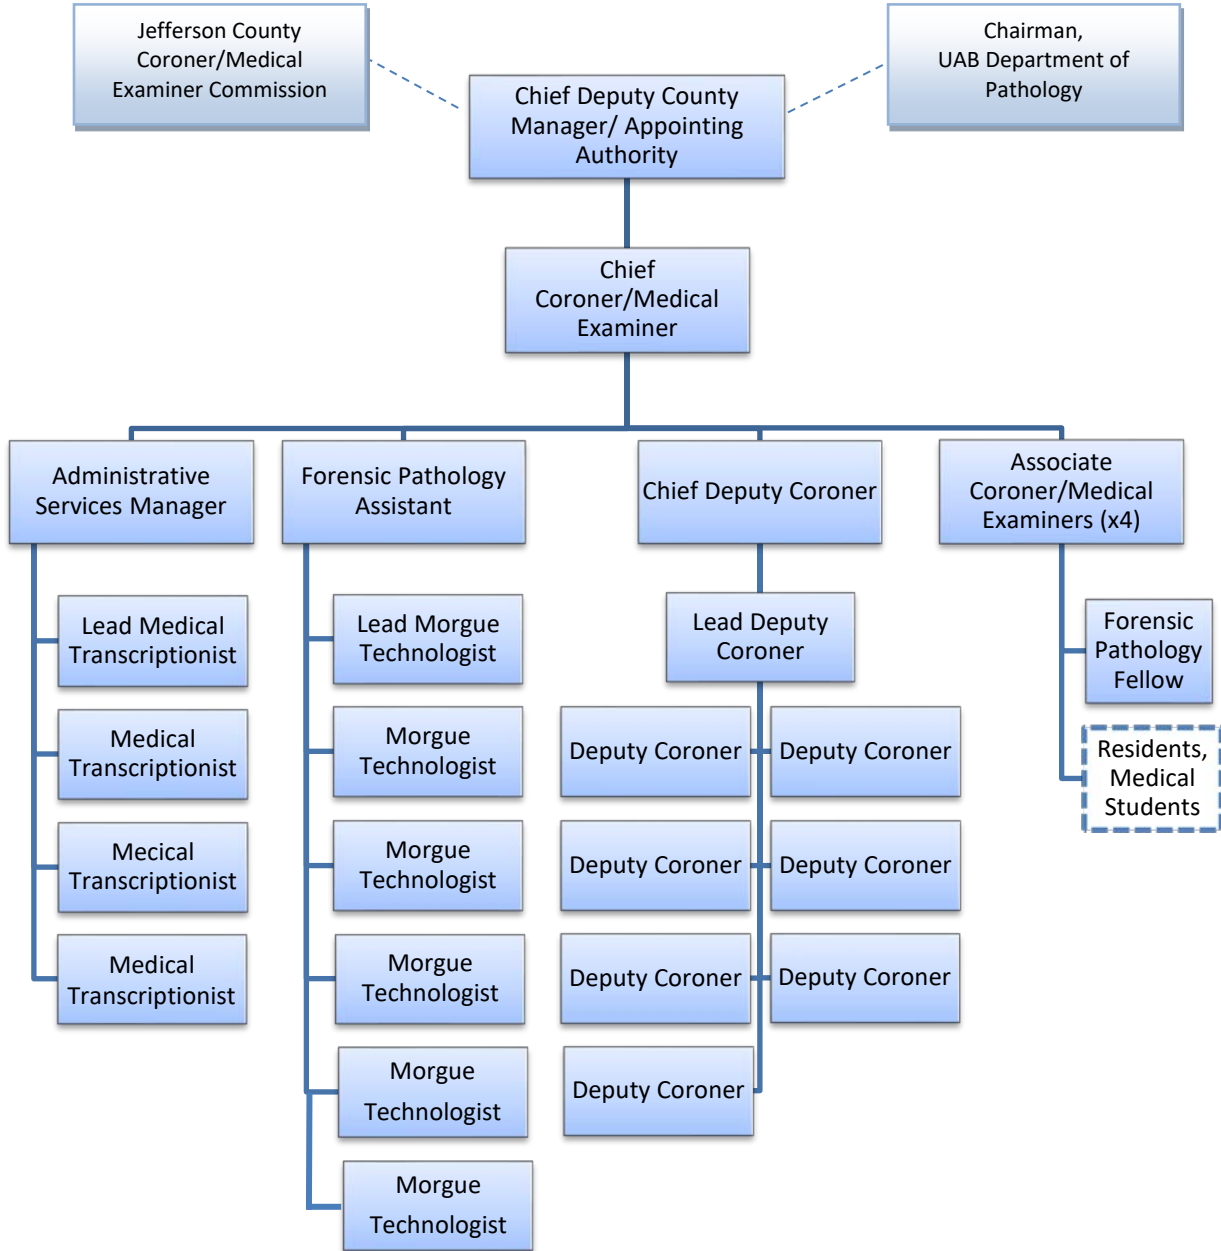 Jefferson County
Coroner/Medical
Examiner Commission
Chairman,
UAB Department of
Pathology
Chief Deputy County
Manager/ Appointing
Authority
Chief
Coroner/Medical
Examiner
Administrative
Services Manager
Forensic Pathology
Assistant
Chief Deputy Coroner
Associate
Coroner/Medical
Examiners (x4)
Lead Medical
Transcriptionist
Medical
Transcriptionist
Mecical
Transcriptionist
Medical
Transcriptionist
Lead Morgue
Technologist
Morgue
Technologist
Morgue
Technologist
Morgue
Technologist
Morgue
Technologist
Morgue
Technologist
Lead Deputy
Coroner
Deputy Coroner
Deputy Coroner
Deputy Coroner
Deputy Coroner
Deputy Coroner
Deputy Coroner
Deputy Coroner
Forensic
Pathology
Fellow
Residents,
Medical
Students